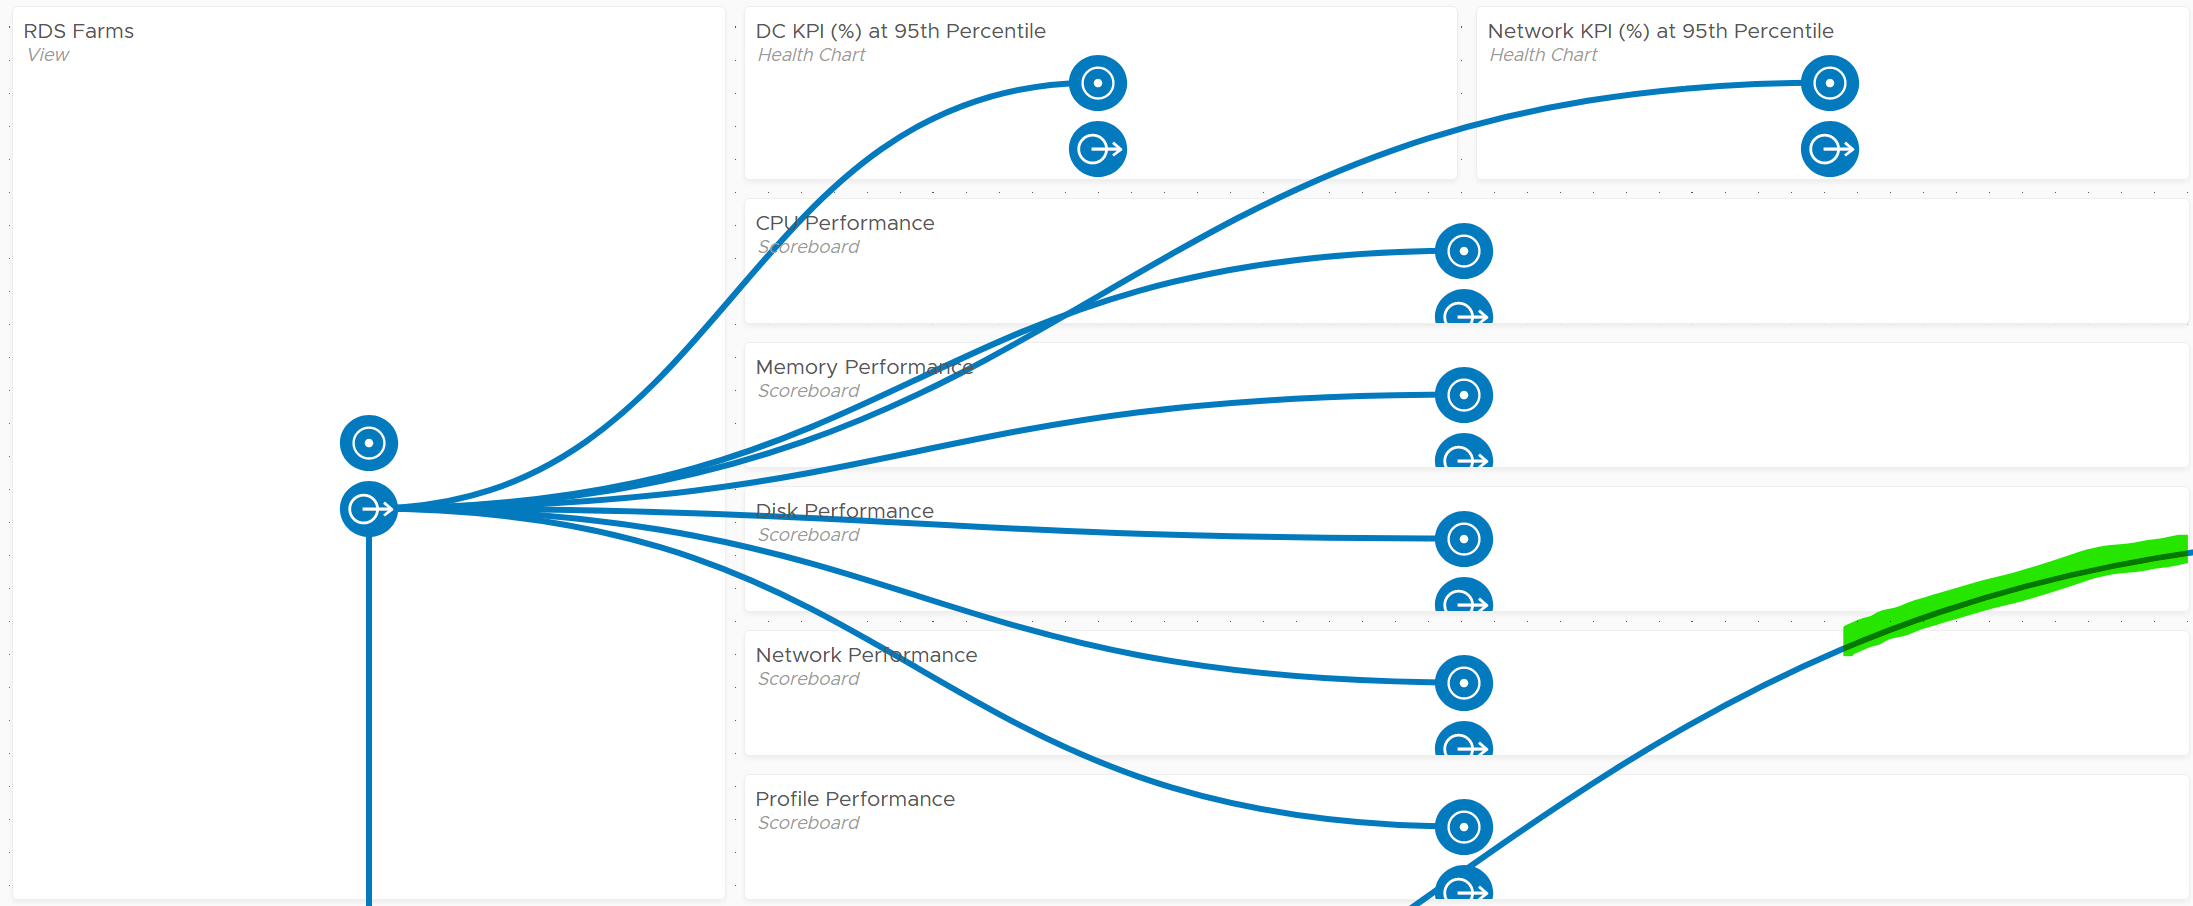 RDS Farms
View
DC KPI (%) at 95th Percentile
Health Chart
Network KPI (%) at 95th Percentile
Health Chart
CPU Performance
Scoreboard
Memory Performance
Scoreboard
Disk Performance
Scoreboard
Network Performance
Scoreboard
Profile Performance
Scoreboard